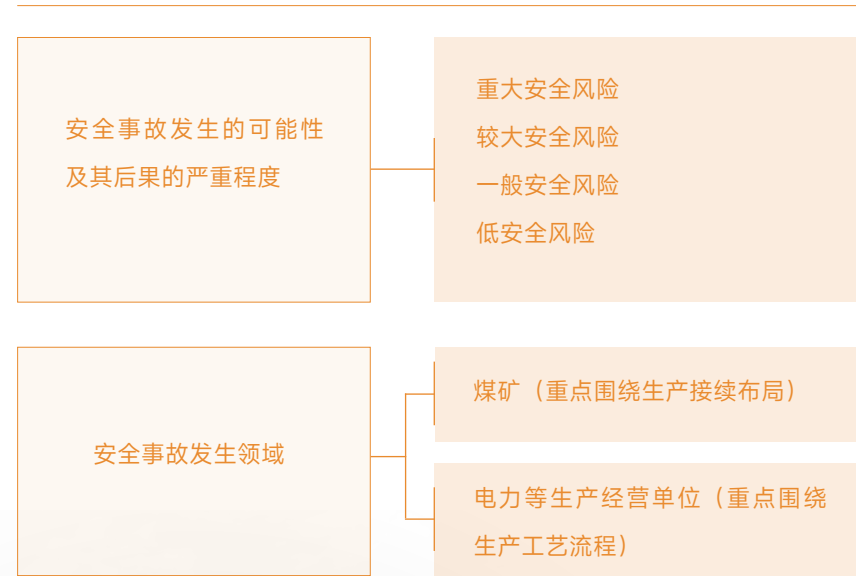 安全事故发生的可能性
及其后果的严重程度
重大安全风险
较大安全风险
一般安全风险
低安全风险
安全事故发生领域
煤矿（重点围绕生产接续布局）
电力等生产经营单位（重点围绕
生产工艺流程）